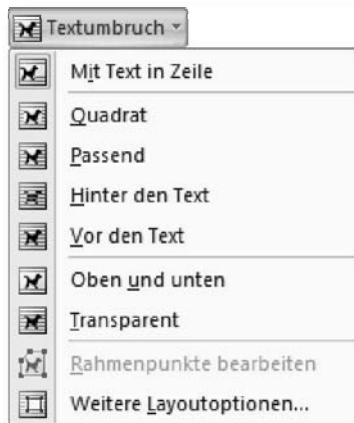 Textumbruch
Mit Text in Zeile
Quadrat
Passend
Hinter den Text
Vor den Text
Oben und unten
Transparent
Rahmenpunkte bearbeiten
Weitere Layoutoptionen...